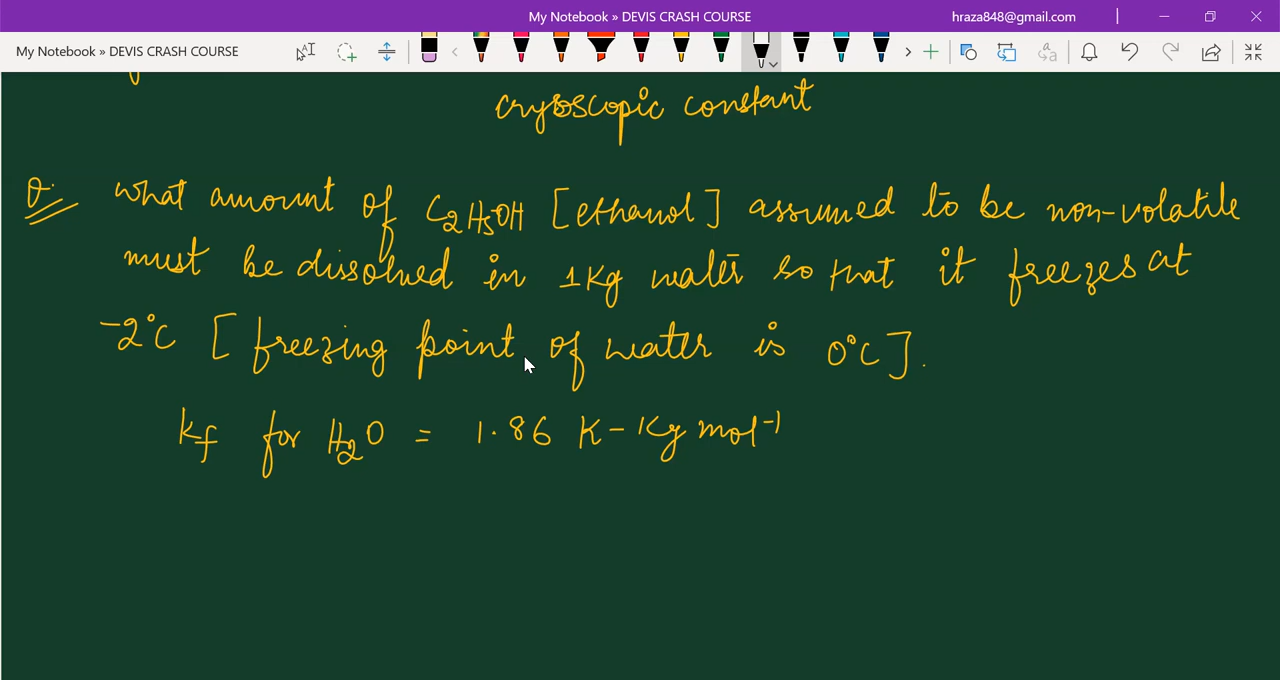 My Notebook » DEVIS CRASH COURSE
hraza848@gmail.com
My Notebook » DEVIS CRASH COURSE
cryoscopic constant
Q:- what amount of C2H5OH [ethanol] assumed to be non-volatile
must be dissolved in 1Kg water so that it freezes at
-2°C [freezing point of water is 0°C].
Kf for H2O = 1.86 K-Kg mol-1